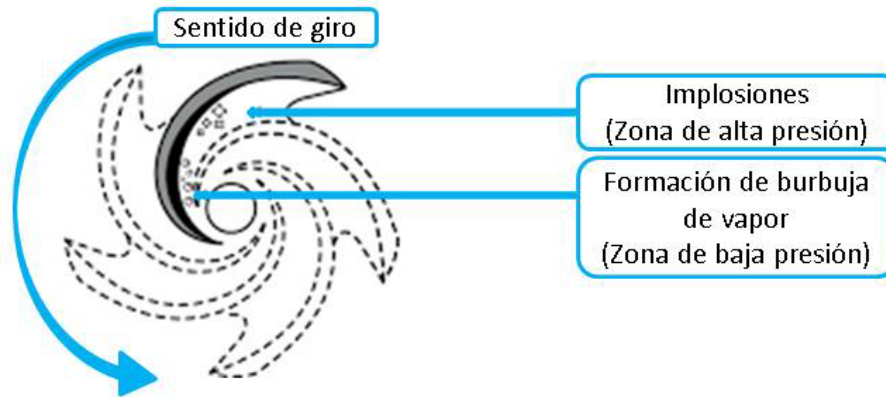 Sentido de giro
Implosiones
(Zona de alta presión)
Formación de burbuja
de vapor
(Zona de baja presión)